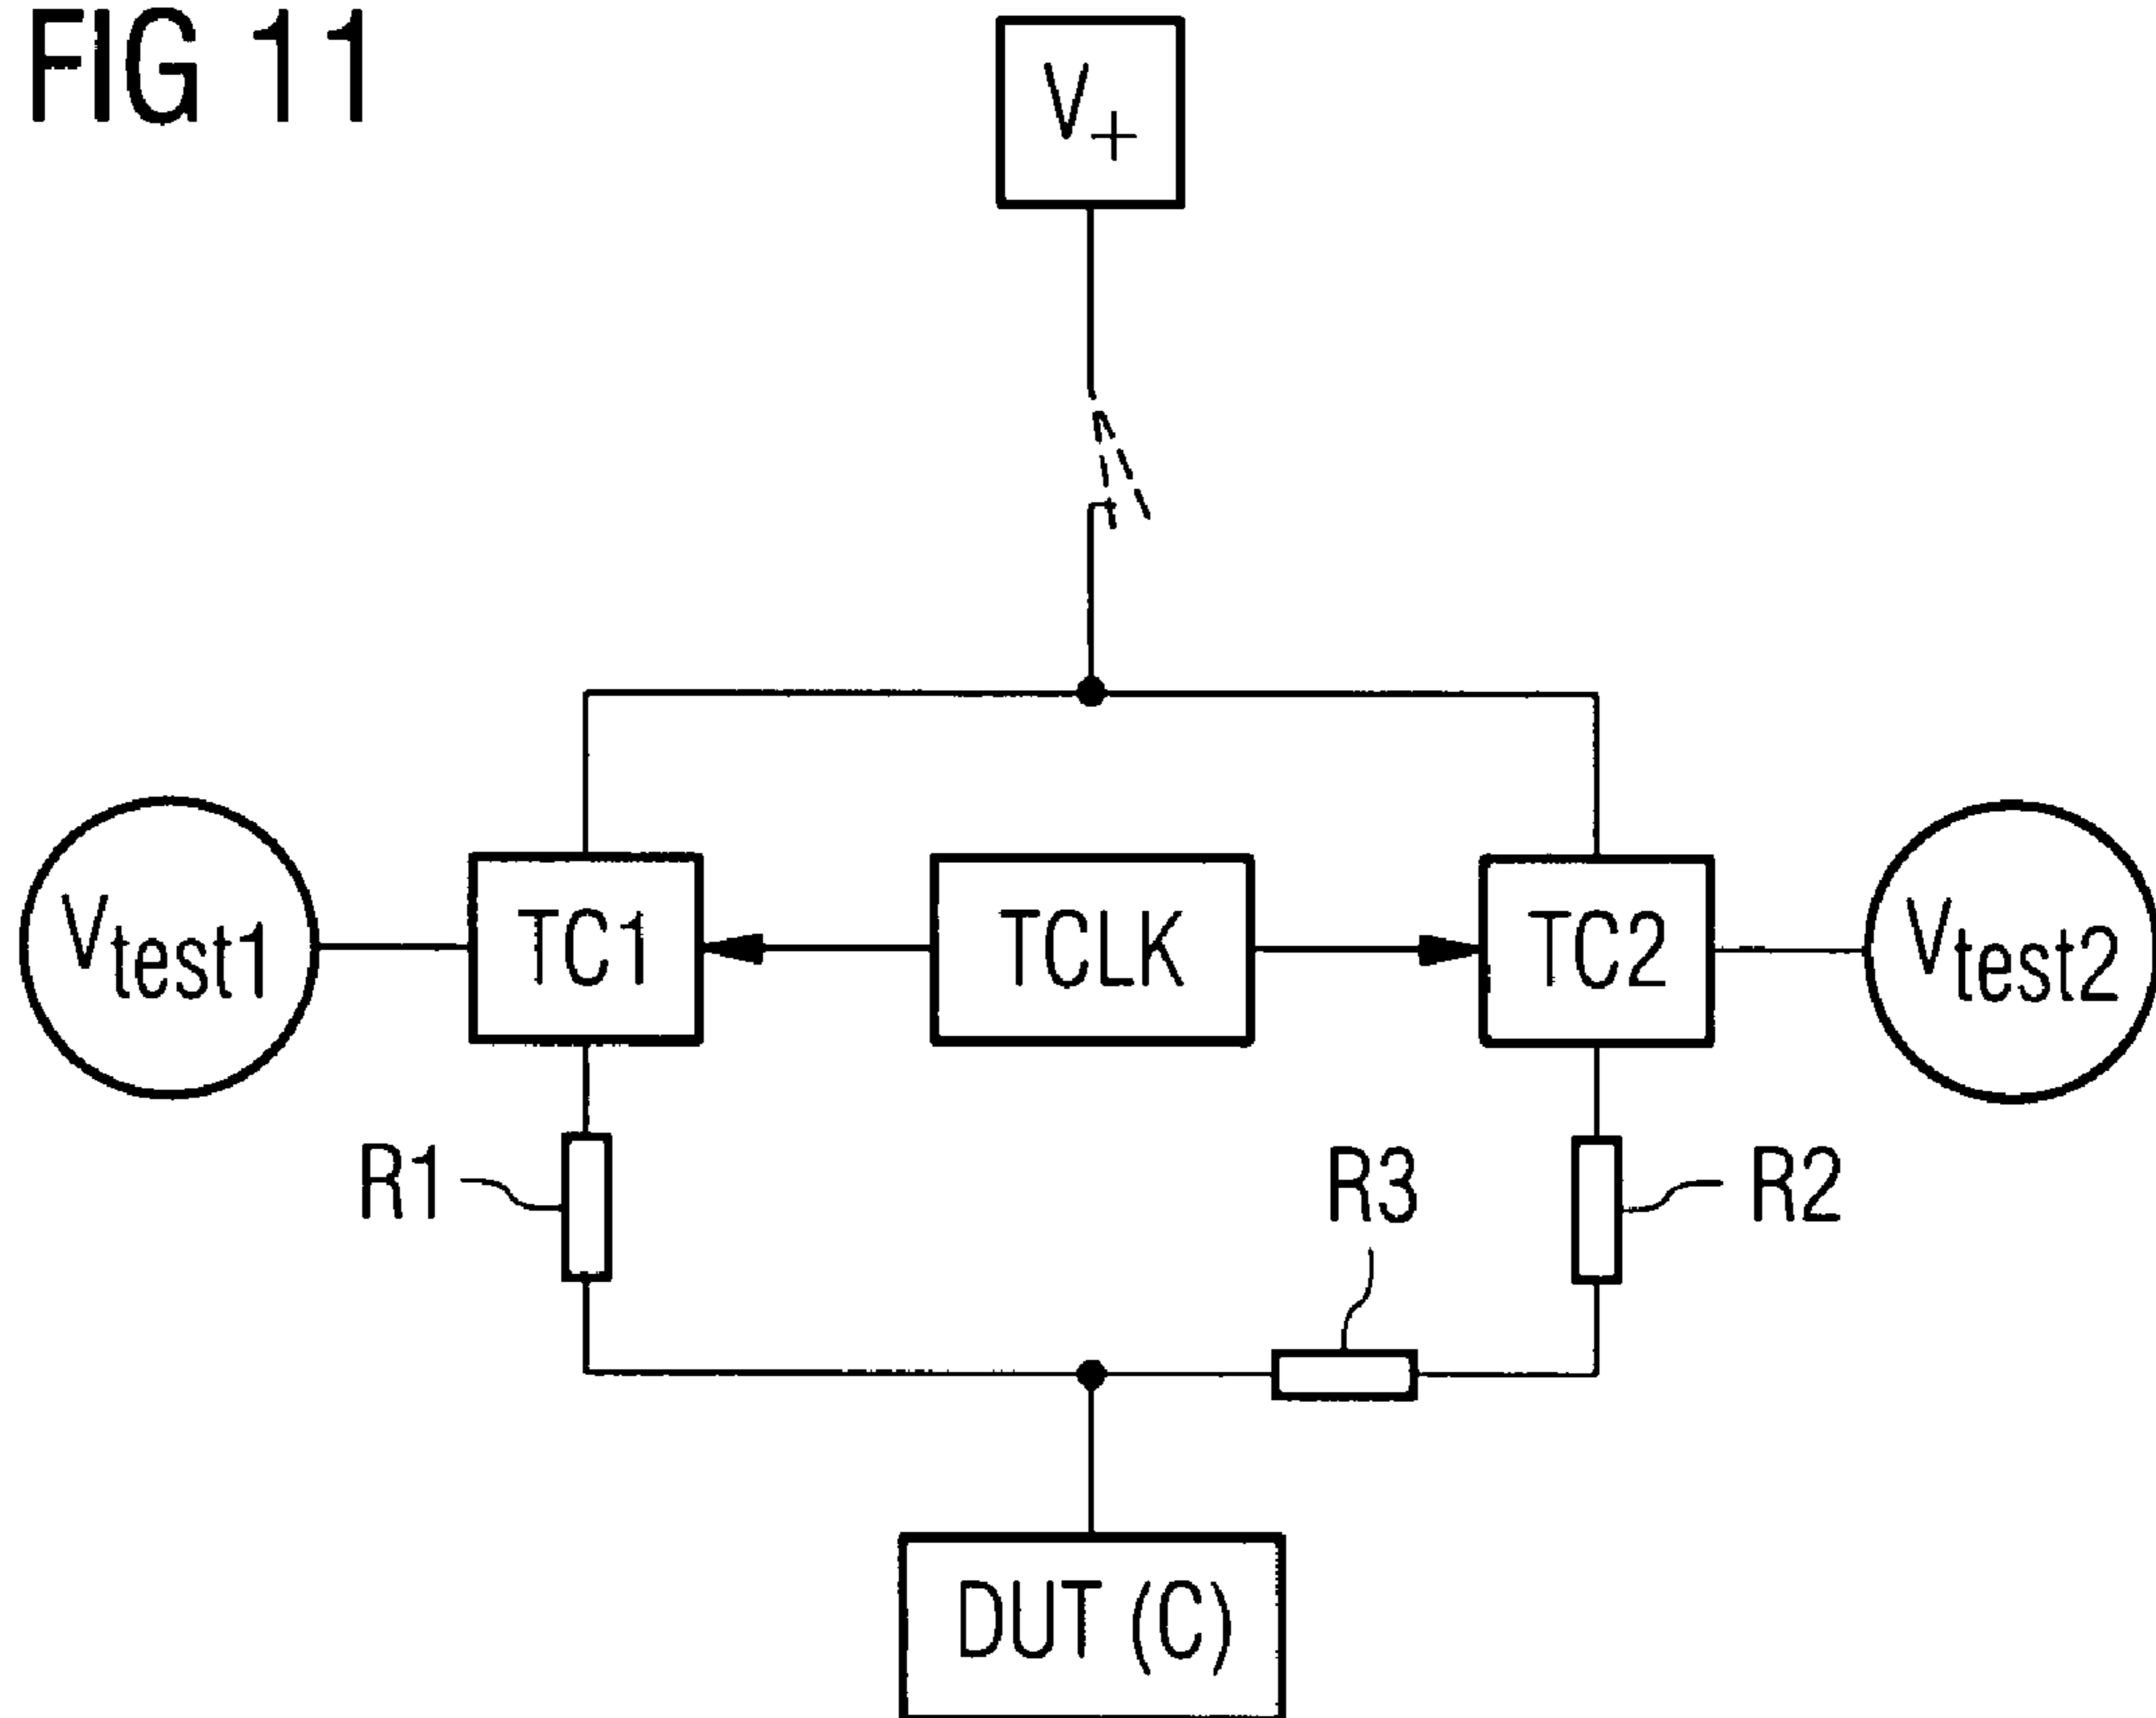 FIG 11
V+
Vtest1
TC1
TCLK
TC2
Vtest2
R1
R3
R2
DUT (C)